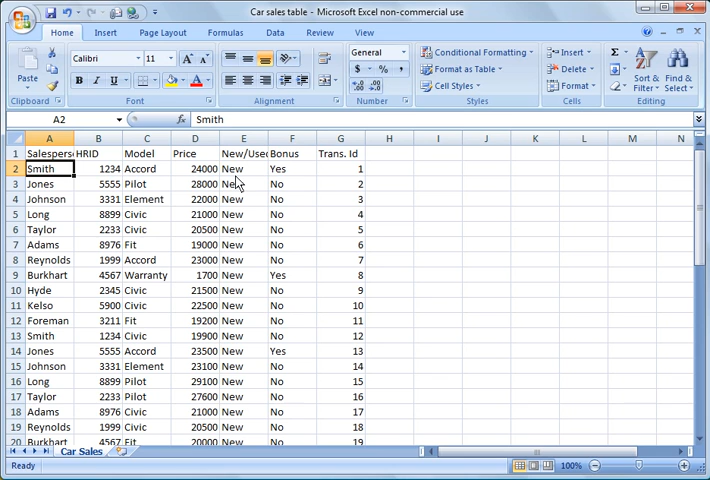 Car sales table - Microsoft Excel non-commercial use
Home Insert Page Layout Formulas Data Review View
Paste
Clipboard
Calibri 11
B I U
Font
Alignment
General
$ % ,
Number
Conditional Formatting
Format as Table
Cell Styles
Styles
Insert
Delete
Format
Cells
Σ
Sort & Filter
Find & Select
Editing
A2 fx Smith
A B C D E F G H I J K L M N
1 Salespers HRID Model Price New/Used Bonus Trans. Id
2 Smith 1234 Accord 24000 New Yes 1
3 Jones 5555 Pilot 28000 New No 2
4 Johnson 3331 Element 22000 New No 3
5 Long 8899 Civic 21000 New No 4
6 Taylor 2233 Civic 20500 New No 5
7 Adams 8976 Fit 19000 New No 6
8 Reynolds 1999 Accord 23000 New No 7
9 Burkhart 4567 Warranty 1700 New Yes 8
10 Hyde 2345 Civic 21500 New No 9
11 Kelso 5900 Civic 22500 New No 10
12 Foreman 3211 Fit 19200 New No 11
13 Smith 1234 Civic 19900 New No 12
14 Jones 5555 Accord 23500 New Yes 13
15 Johnson 3331 Element 23100 New No 14
16 Long 8899 Pilot 29100 New No 15
17 Taylor 2233 Pilot 27600 New No 16
18 Adams 8976 Civic 21000 New No 17
19 Reynolds 1999 Civic 20500 New No 18
20 Burkhart 4567 Fit 20000 New No 19
Car Sales
Ready 100%